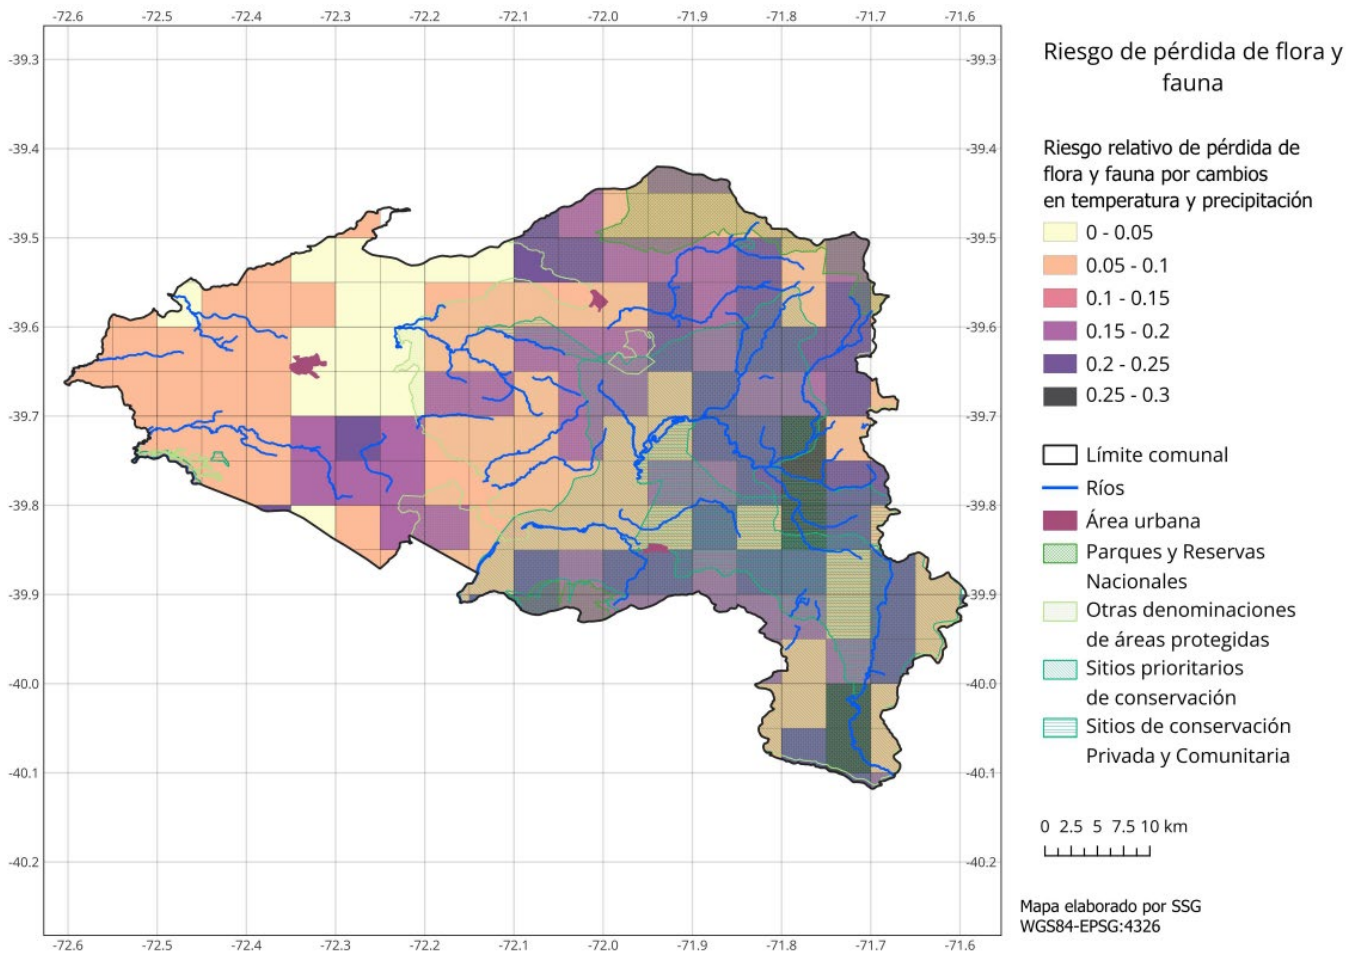 -72.6 -72.5 -72.4 -72.3 -72.2 -72.1 -72.0 -71.9 -71.8 -71.7 -71.6
-39.3 -39.3
-39.4 -39.4
-39.5 -39.5
-39.6 -39.6
-39.7 -39.7
-39.8 -39.8
-39.9 -39.9
-40.0 -40.0
-40.1 -40.1
-40.2 -40.2
-72.6 -72.5 -72.4 -72.3 -72.2 -72.1 -72.0 -71.9 -71.8 -71.7 -71.6
Riesgo de pérdida de flora y
fauna
Riesgo relativo de pérdida de
flora y fauna por cambios
en temperatura y precipitación
0 - 0.05
0.05 - 0.1
0.1 - 0.15
0.15 - 0.2
0.2 - 0.25
0.25 - 0.3
Límite comunal
Ríos
Área urbana
Parques y Reservas
Nacionales
Otras denominaciones
de áreas protegidas
Sitios prioritarios
de conservación
Sitios de conservación
Privada y Comunitaria
0 2.5 5 7.5 10 km
Mapa elaborado por SSG
WGS84-EPSG:4326